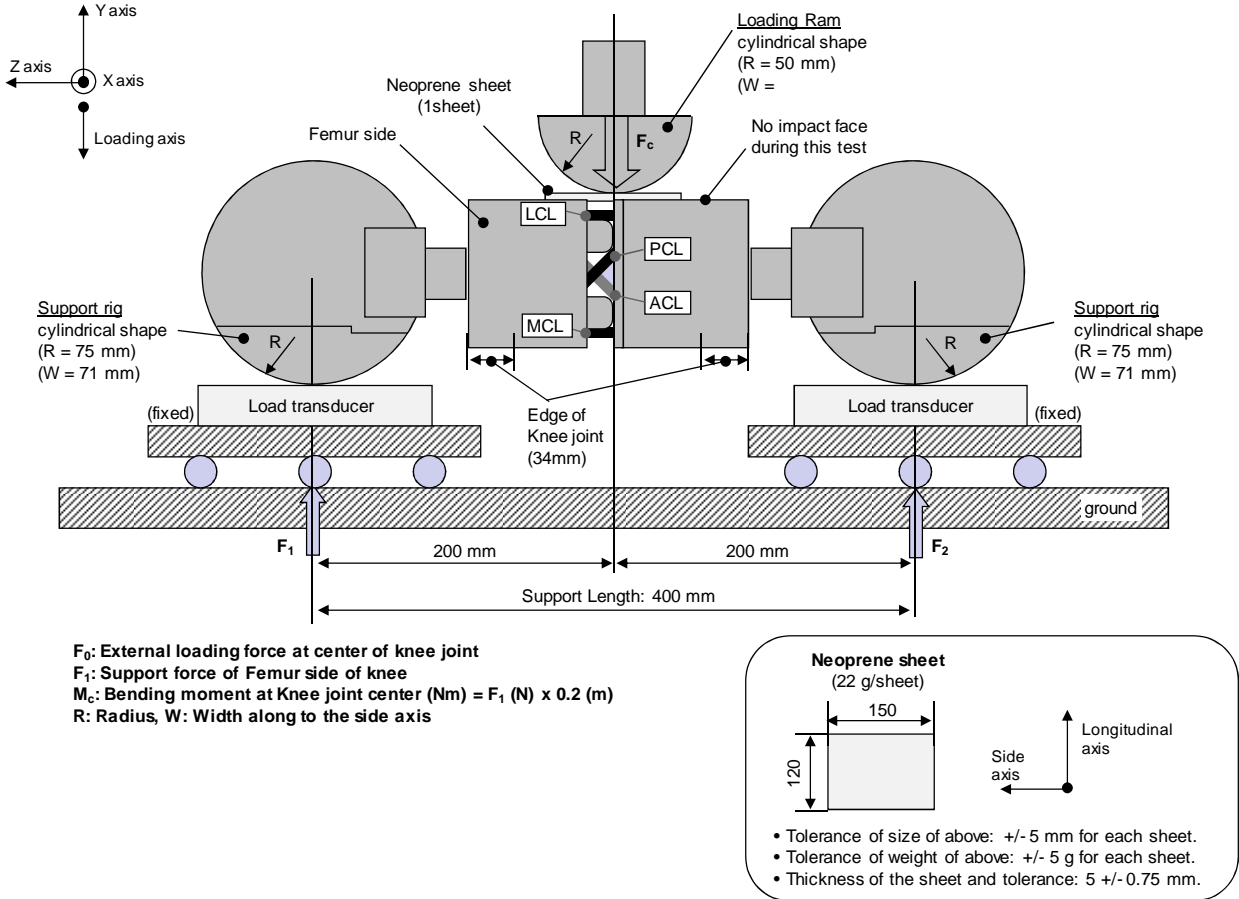 Y axis
Z axis
X axis
Loading axis
Loading Ram
cylindrical shape
(R = 50 mm)
(W =
Neoprene sheet
(1sheet)
Femur side
No impact face
during this test
R
Fc
LCL
PCL
ACL
MCL
Support rig
cylindrical shape
(R = 75 mm)
(W = 71 mm)
R
R
Support rig
cylindrical shape
(R = 75 mm)
(W = 71 mm)
(fixed)
Load transducer
Edge of
Knee joint
(34mm)
Load transducer
(fixed)
ground
F1
200 mm
200 mm
F2
Support Length: 400 mm
F0: External loading force at center of knee joint
F1: Support force of Femur side of knee
Mc: Bending moment at Knee joint center (Nm) = F1 (N) x 0.2 (m)
R: Radius, W: Width along to the side axis
Neoprene sheet
(22 g/sheet)
150
120
Side
axis
Longitudinal
axis
• Tolerance of size of above: +/- 5 mm for each sheet.
• Tolerance of weight of above: +/- 5 g for each sheet.
• Thickness of the sheet and tolerance: 5 +/- 0.75 mm.